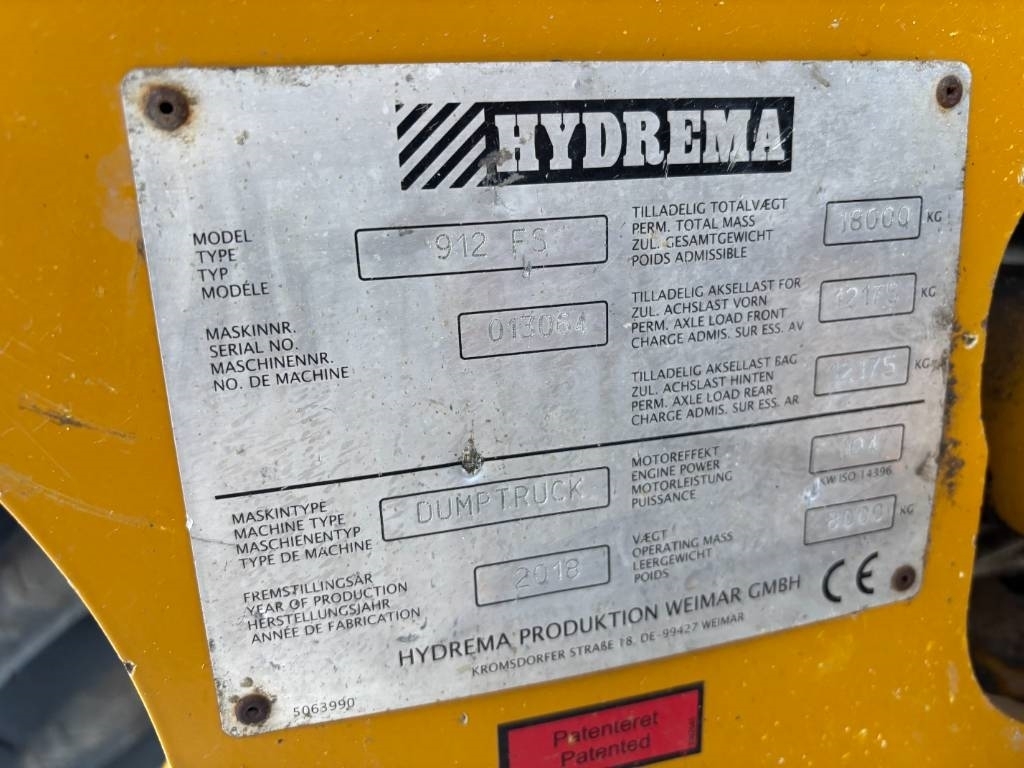 HYDREMA
MODEL
TYPE
TYP
MODÉLE
912 FS
MASKINNR.
SERIAL NO.
MASCHINENNR.
NO. DE MACHINE
013064
TILLADELIG TOTALVÆGT
PERM. TOTAL MASS
ZUL. GESAMTGEWICHT
POIDS ADMISSIBLE
18000 KG
TILLADELIG AKSELLAST FOR
ZUL. ACHSLAST VORN
PERM. AXLE LOAD FRONT
CHARGE ADMIS. SUR ESS. AV
12175 KG
TILLADELIG AKSELLAST BAG
ZUL. ACHSLAST HINTEN
PERM. AXLE LOAD REAR
CHARGE ADMIS. SUR ESS. AR
12175 KG
MASKINTYPE
MACHINE TYPE
MASCHIENENTYP
TYPE DE MACHINE
DUMPTRUCK
FREMSTILLINGSÅR
YEAR OF PRODUCTION
HERSTELLUNGSJAHR
ANNÉE DE FABRICATION
2018
MOTOREFFEKT
ENGINE POWER
MOTORLEISTUNG
PUISSANCE
KW ISO 14396
VÆGT
OPERATING MASS
LEERGEWICHT
POIDS
KG
HYDREMA PRODUKTION WEIMAR GMBH
KROMSDORFER STRAßE 18. DE-99427 WEIMAR
CE
5063990
Patenteret
Patented